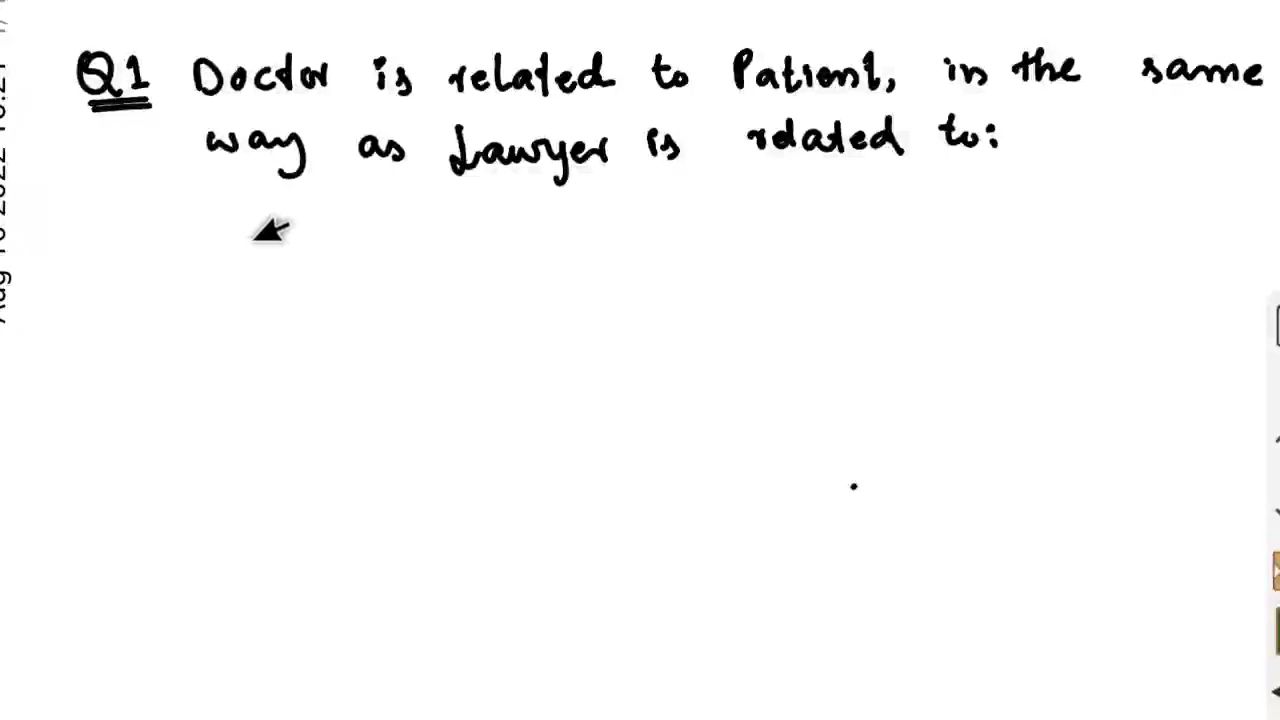 Q1 Doctor is related to Patient, in the same
way as Lawyer is related to: